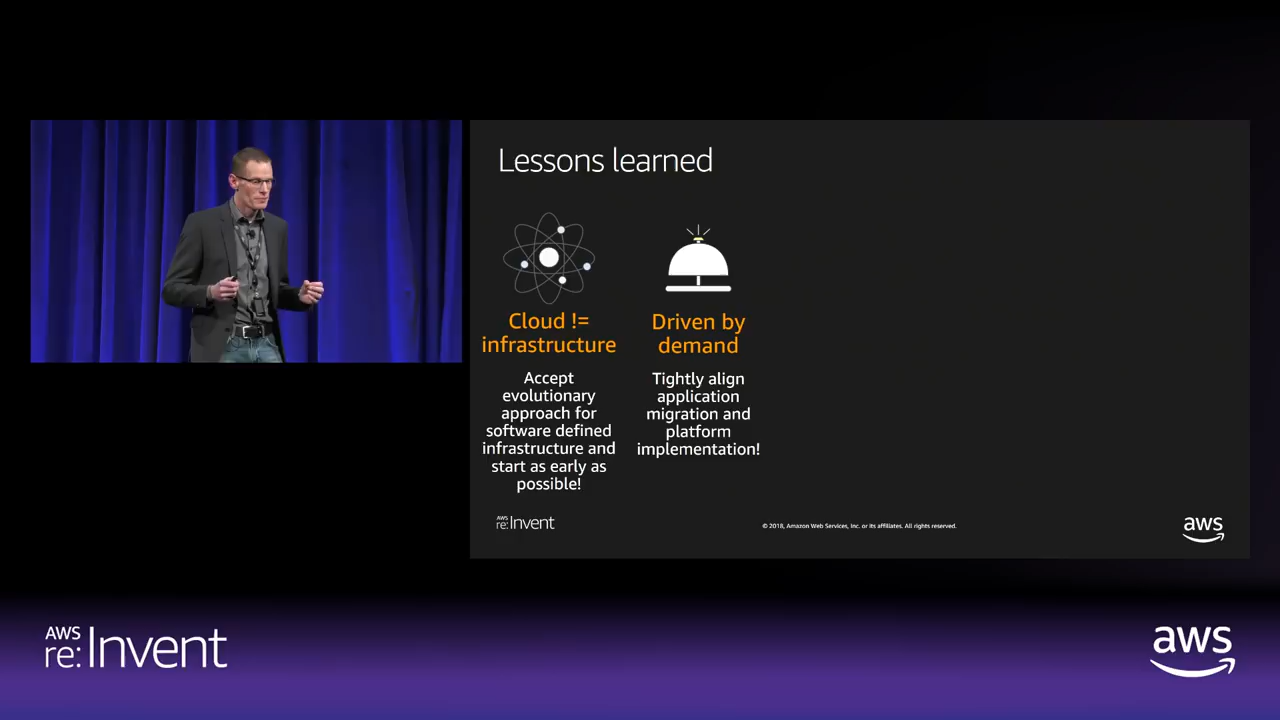 Lessons learned
Cloud !=
infrastructure
Accept
evolutionary
approach for
software defined
infrastructure and
start as early as
possible!
Driven by
demand
Tightly align
application
migration and
platform
implementation!
AWS
re:Invent
© 2018, Amazon Web Services, Inc. or its affiliates. All rights reserved.
aws
AWS
re:Invent
aws